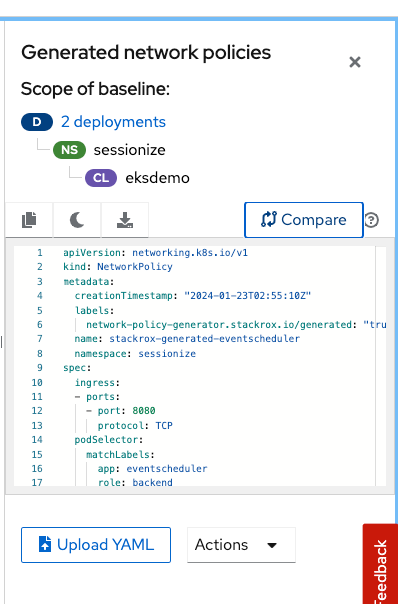 Generated network policies
Scope of baseline:
D 2 deployments
NS sessionize
CL eksdemo
Compare
1 apiVersion: networking.k8s.io/v1
2 kind: NetworkPolicy
3 metadata:
4 creationTimestamp: "2024-01-23T02:55:10Z"
5 labels:
6 network-policy-generator.stackrox.io/generated: "tru
7 name: stackrox-generated-eventscheduler
8 namespace: sessionize
9 spec:
10 ingress:
11 - ports:
12 - port: 8080
13 protocol: TCP
14 podSelector:
15 matchLabels:
16 app: eventscheduler
17 role: backend
Upload YAML
Actions
Feedback